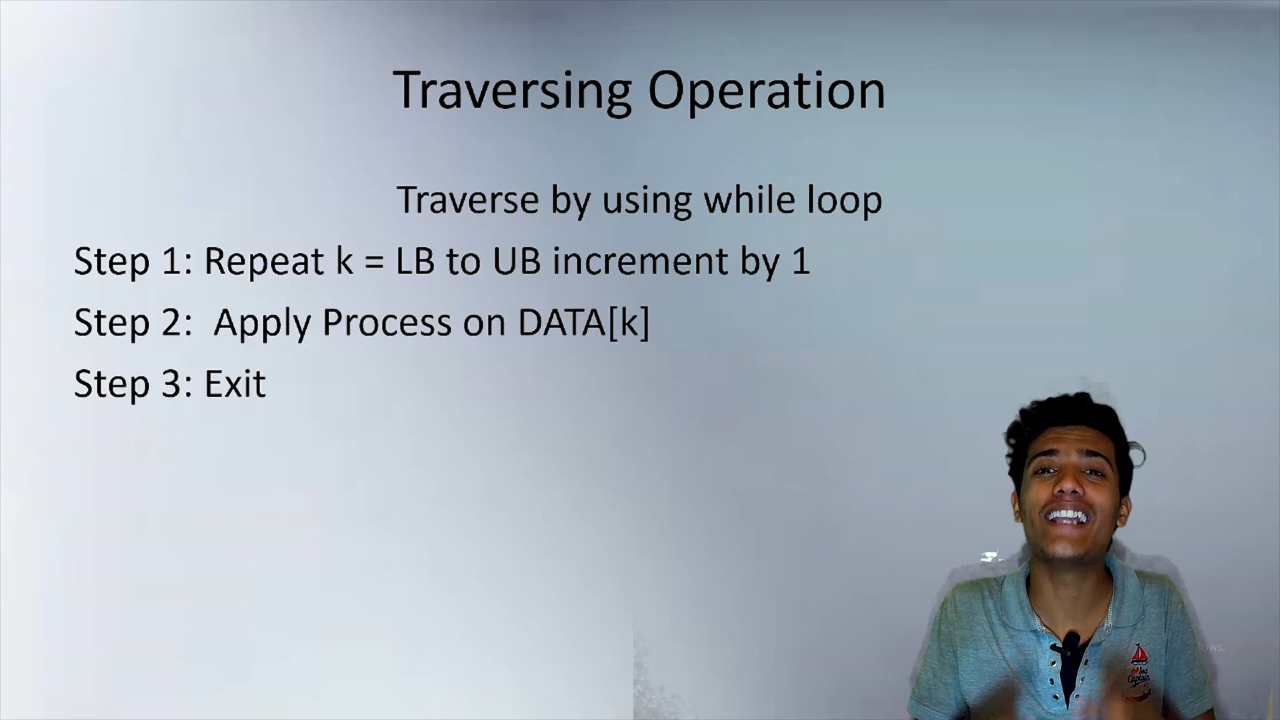 Traversing Operation
Traverse by using while loop
Step 1: Repeat k = LB to UB increment by 1
Step 2:  Apply Process on DATA[k]
Step 3: Exit